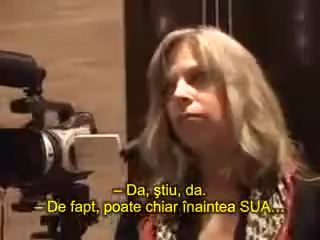 – Da, ştiu, da.
– De fapt, poate chiar înaintea SUA...